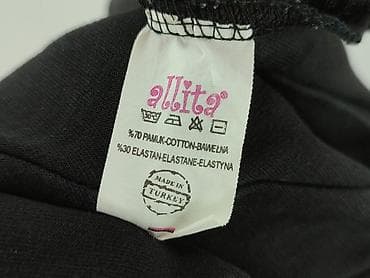 allita®
%70 PAMUK-COTTON-BAWEŁNA
%30 ELASTAN-ELASTANE-ELASTYNA
MADE IN
TURKEY